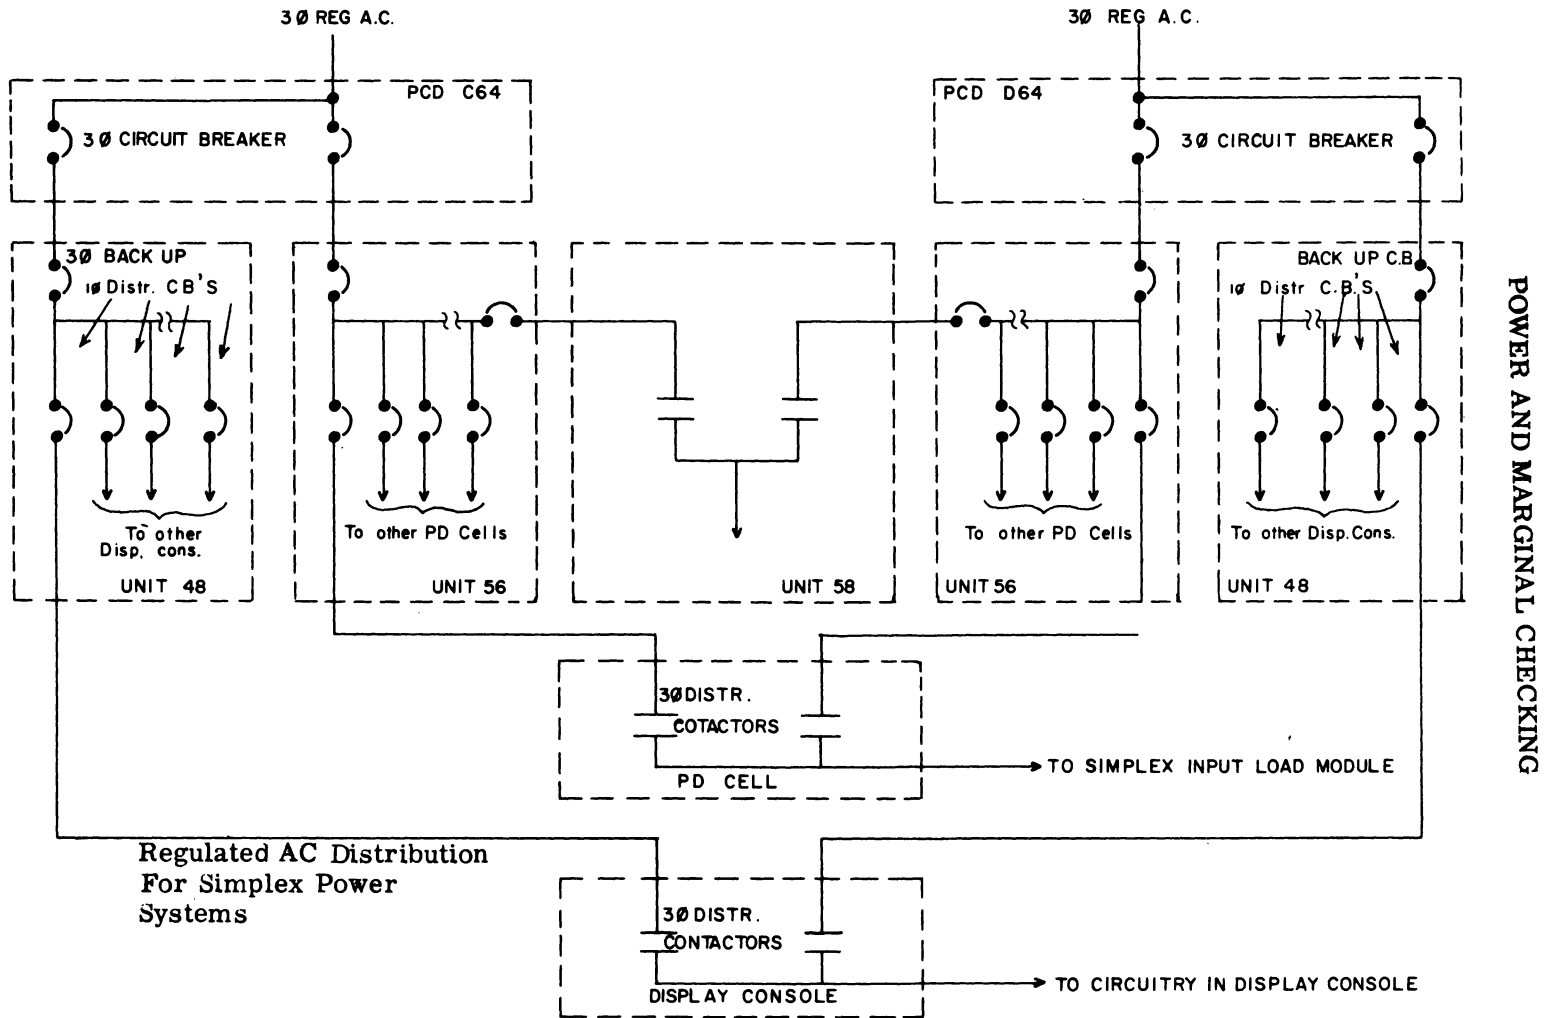 3Ø REG A.C.
3Ø REG A.C.
PCD C64
PCD D64
3Ø CIRCUIT BREAKER
3Ø CIRCUIT BREAKER
3Ø BACK UP
1Ø Distr. CB'S
BACK UP C.B.
1Ø Distr C.B.'S.
To other
Disp. cons.
To other PD Cells
To other PD Cells
To other Disp. Cons.
UNIT 48
UNIT 56
UNIT 58
UNIT 56
UNIT 48
POWER AND MARGINAL CHECKING
3Ø DISTR.
COTACTORS
PD CELL
TO SIMPLEX INPUT LOAD MODULE
Regulated AC Distribution
For Simplex Power
Systems
3Ø DISTR.
CONTACTORS
DISPLAY CONSOLE
TO CIRCUITRY IN DISPLAY CONSOLE